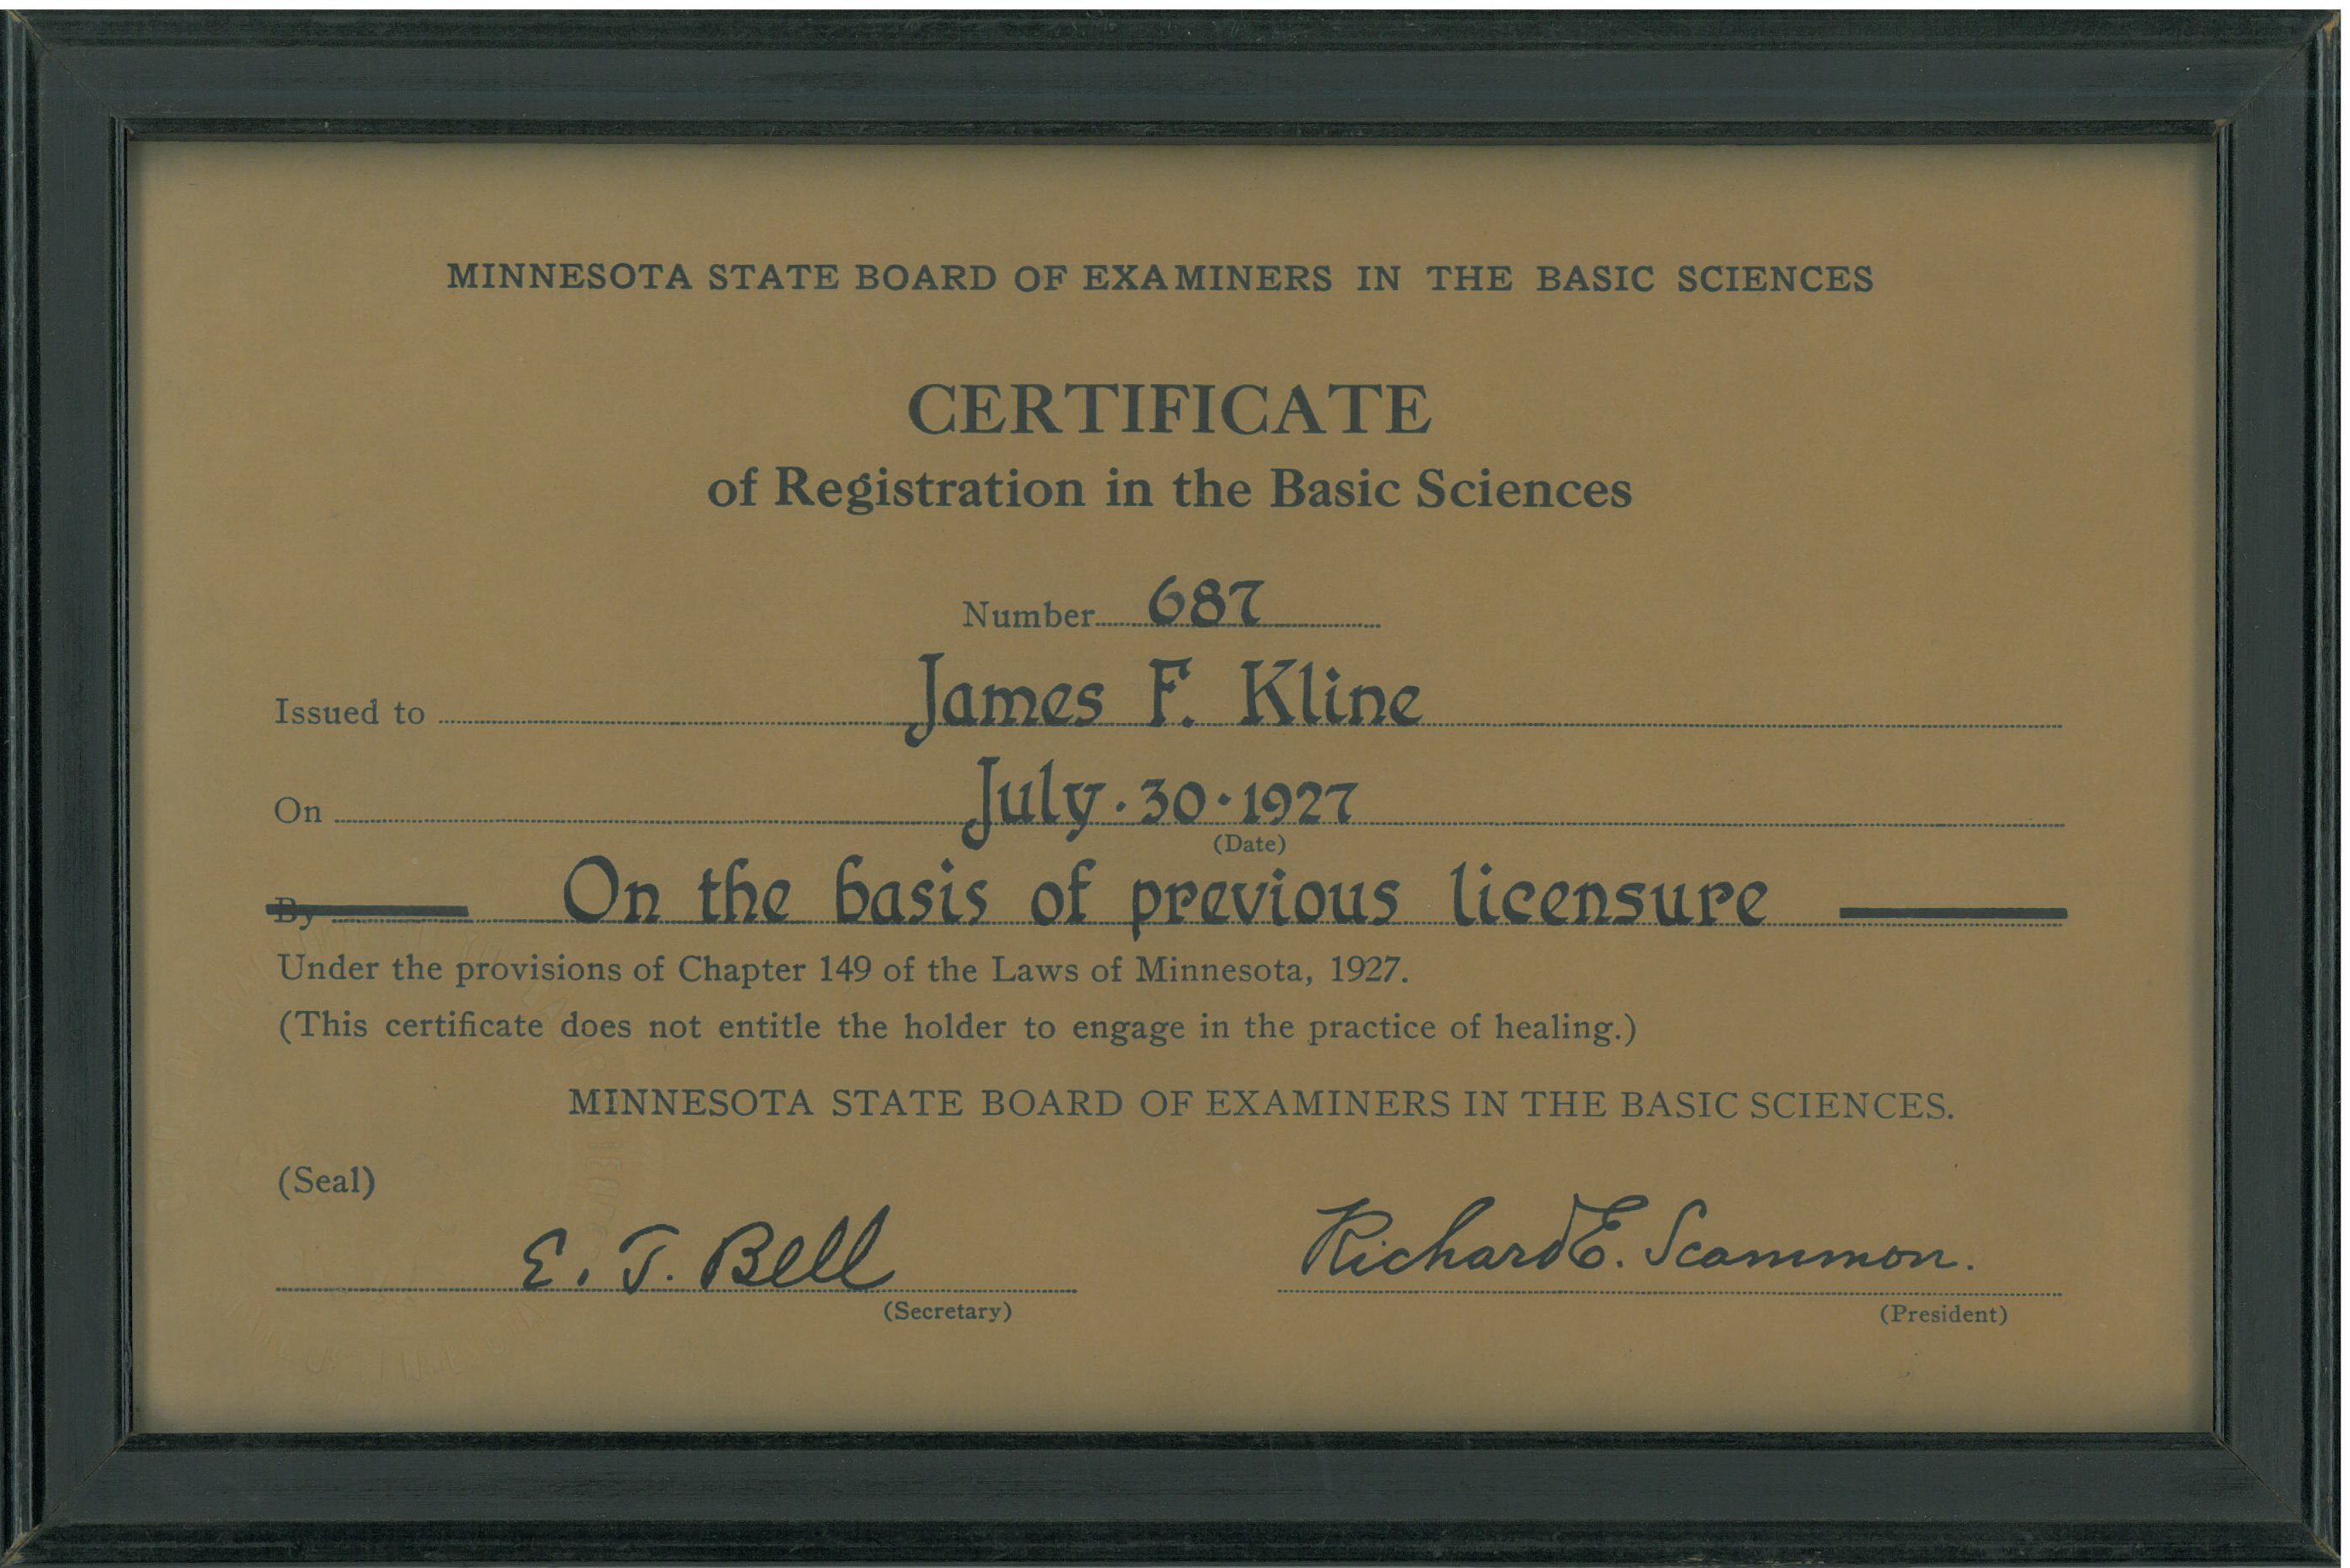 MINNESOTA STATE BOARD OF EXAMINERS IN THE BASIC SCIENCES
CERTIFICATE
of Registration in the Basic Sciences
Number 687
Issued to James F. Kline
On July · 30 · 1927
(Date)
By On the basis of previous licensure
Under the provisions of Chapter 149 of the Laws of Minnesota, 1927.
(This certificate does not entitle the holder to engage in the practice of healing.)
MINNESOTA STATE BOARD OF EXAMINERS IN THE BASIC SCIENCES.
(Seal)
E. T. Bell Richard E. Scammon.
(Secretary) (President)